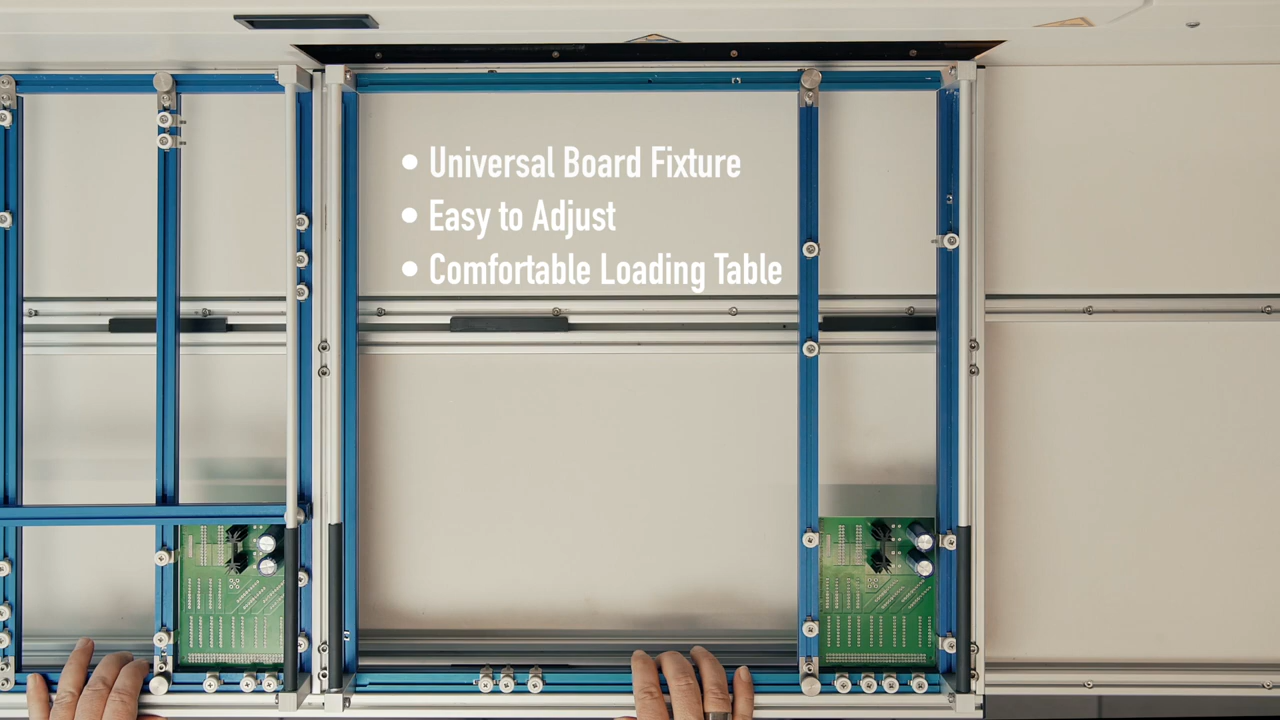 • Universal Board Fixture
• Easy to Adjust
• Comfortable Loading Table